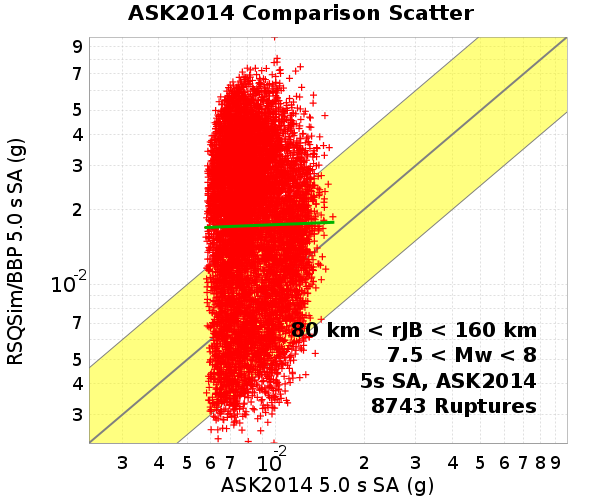 ASK2014 Comparison Scatter
RSQSim/BBP 5.0 s SA (g)
9
7
5
4
3
2
10-2
7
5
4
3
80 km < rJB < 160 km
7.5 < Mw < 8
5s SA, ASK2014
8743 Ruptures
3 4 5 6 7 10-2 2 3 4 5 6 7 8 9
ASK2014 5.0 s SA (g)